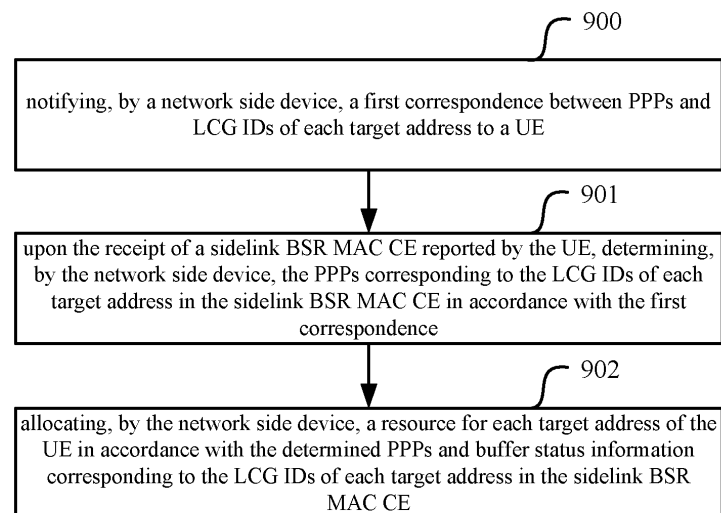 900
notifying, by a network side device, a first correspondence between PPPs and
LCG IDs of each target address to a UE
901
upon the receipt of a sidelink BSR MAC CE reported by the UE, determining,
by the network side device, the PPPs corresponding to the LCG IDs of each
target address in the sidelink BSR MAC CE in accordance with the first
correspondence
902
allocating, by the network side device, a resource for each target address of the
UE in accordance with the determined PPPs and buffer status information
corresponding to the LCG IDs of each target address in the sidelink BSR
MAC CE